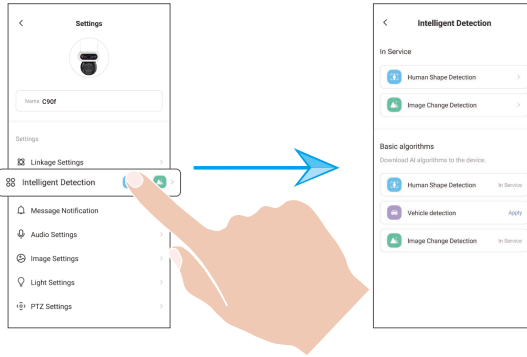 Settings
Name C90f
Settings
Linkage Settings
Intelligent Detection
Message Notification
Audio Settings
Image Settings
Light Settings
PTZ Settings
Intelligent Detection
In Service
Human Shape Detection
Image Change Detection
Basic algorithms
Download AI algorithms to the device.
Human Shape Detection In Service
Vehicle detection Apply
Image Change Detection In Service